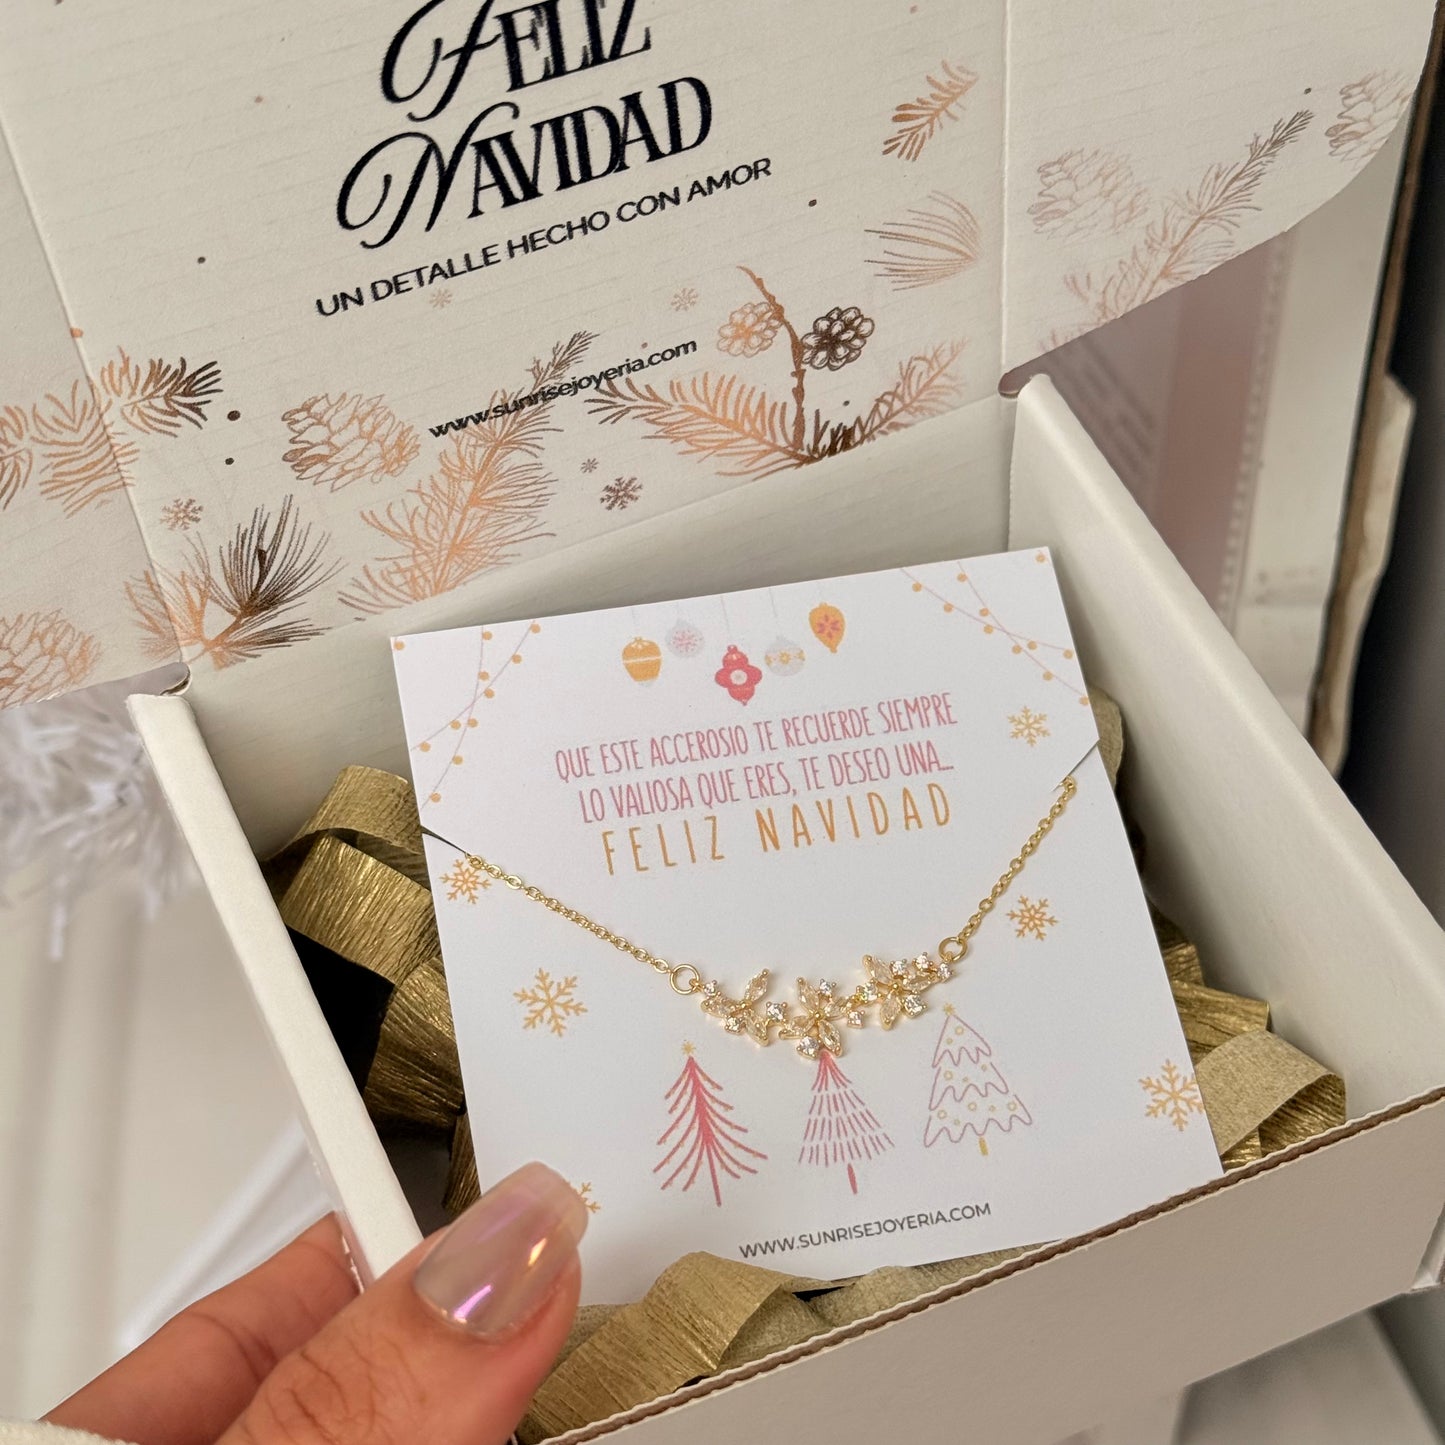 FELIZ
NAVIDAD
UN DETALLE HECHO CON AMOR
www.sunrisejoyeria.com
QUE ESTE ACCEROSIO TE RECUERDE SIEMPRE
LO VALIOSA QUE ERES, TE DESEO UNA...
FELIZ NAVIDAD
WWW.SUNRISEJOYERIA.COM